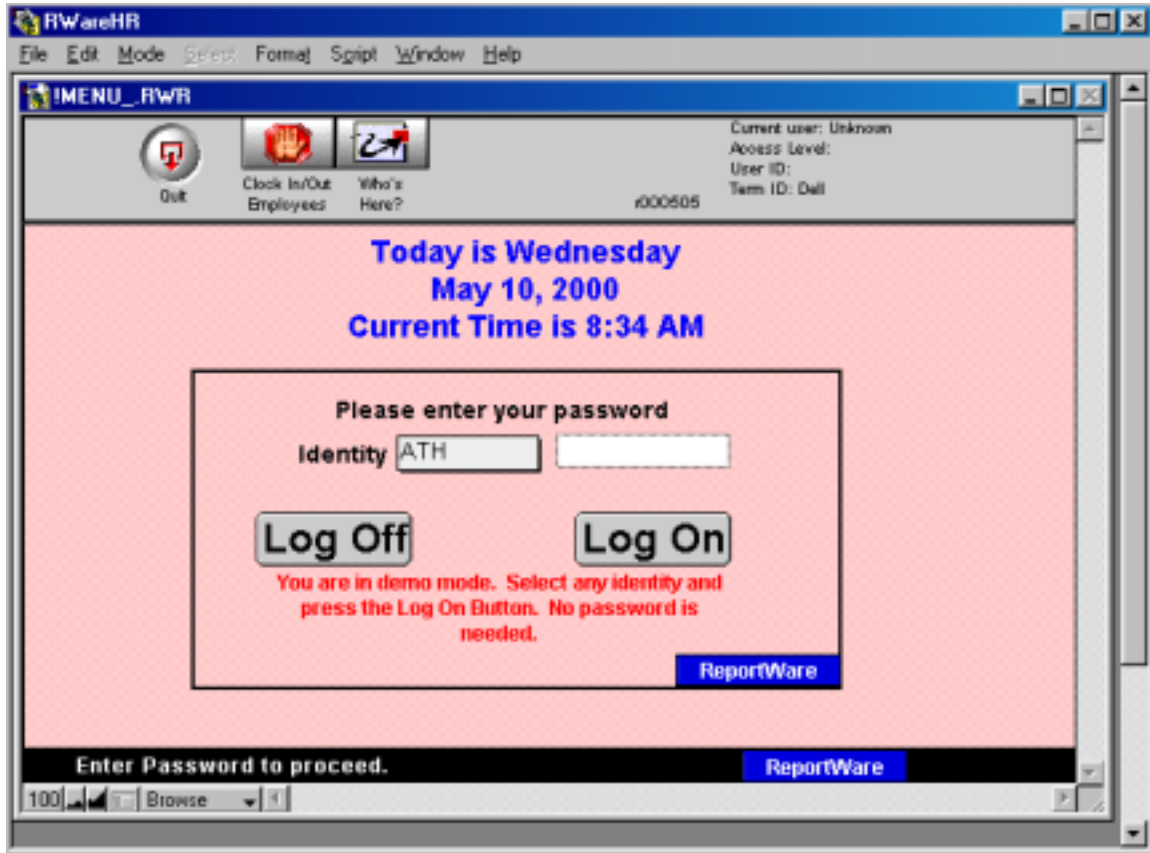 RWareHR
File Edit Mode Select Format Script Window Help
!MENU_.RWR
Quit
Clock In/Out
Employees
Who's
Here?
r000505
Current user: Unknown
Access Level:
User ID:
Term ID: Dell
Today is Wednesday
May 10, 2000
Current Time is 8:34 AM
Please enter your password
Identity ATH
Log Off Log On
You are in demo mode. Select any identity and
press the Log On Button. No password is
needed.
ReportWare
Enter Password to proceed. ReportWare
100 Browse